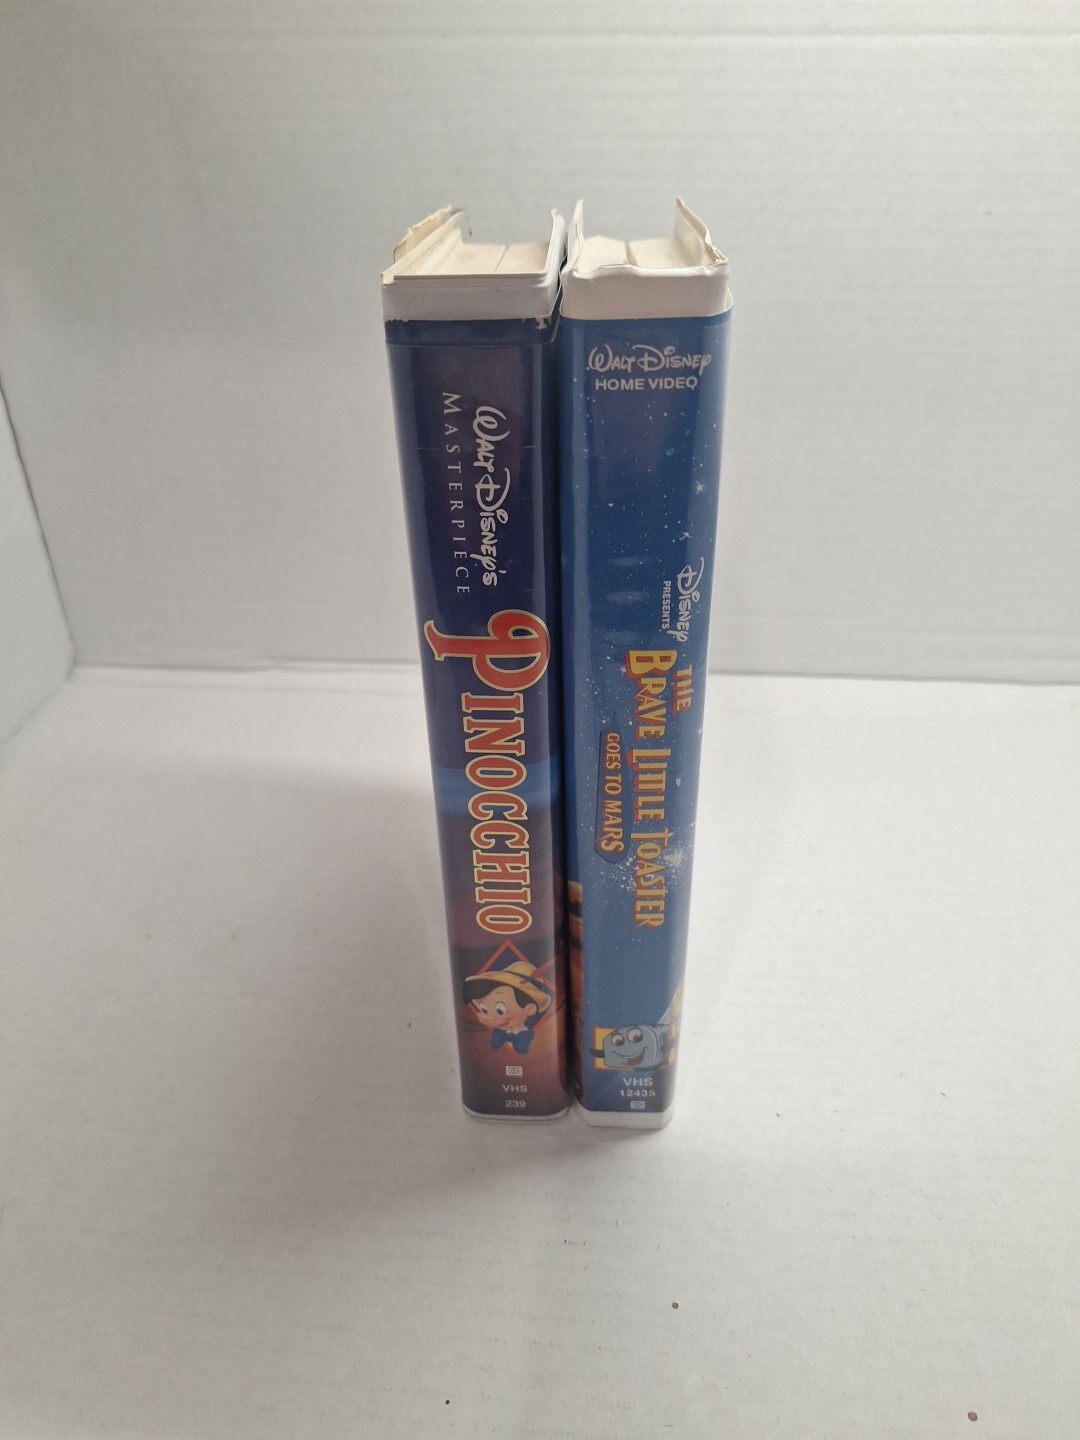 WALT DISNEY'S
MASTERPIECE
PINOCCHIO
VHS
239
WALT DISNEY
HOME VIDEO
DISNEY
PRESENTS
THE
BRAVE LITTLE TOASTER
GOES TO MARS
VHS
12435